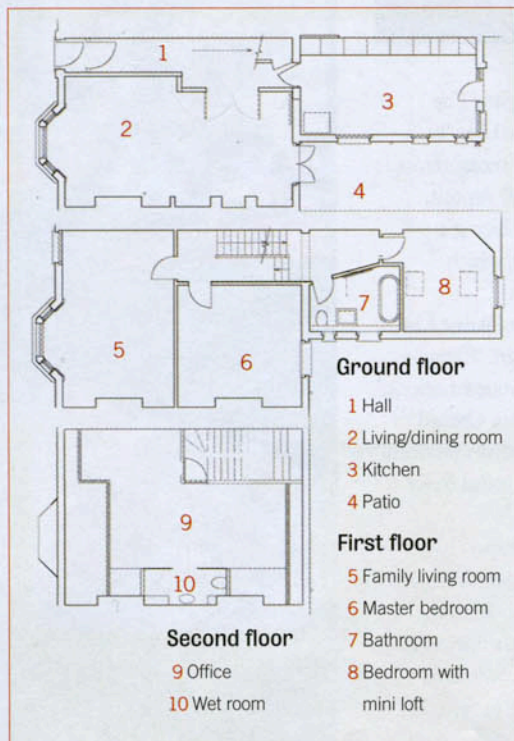 1
2
3
4
5
6
7
8
9
10
Ground floor
1 Hall
2 Living/dining room
3 Kitchen
4 Patio
First floor
5 Family living room
6 Master bedroom
7 Bathroom
8 Bedroom with
mini loft
Second floor
9 Office
10 Wet room